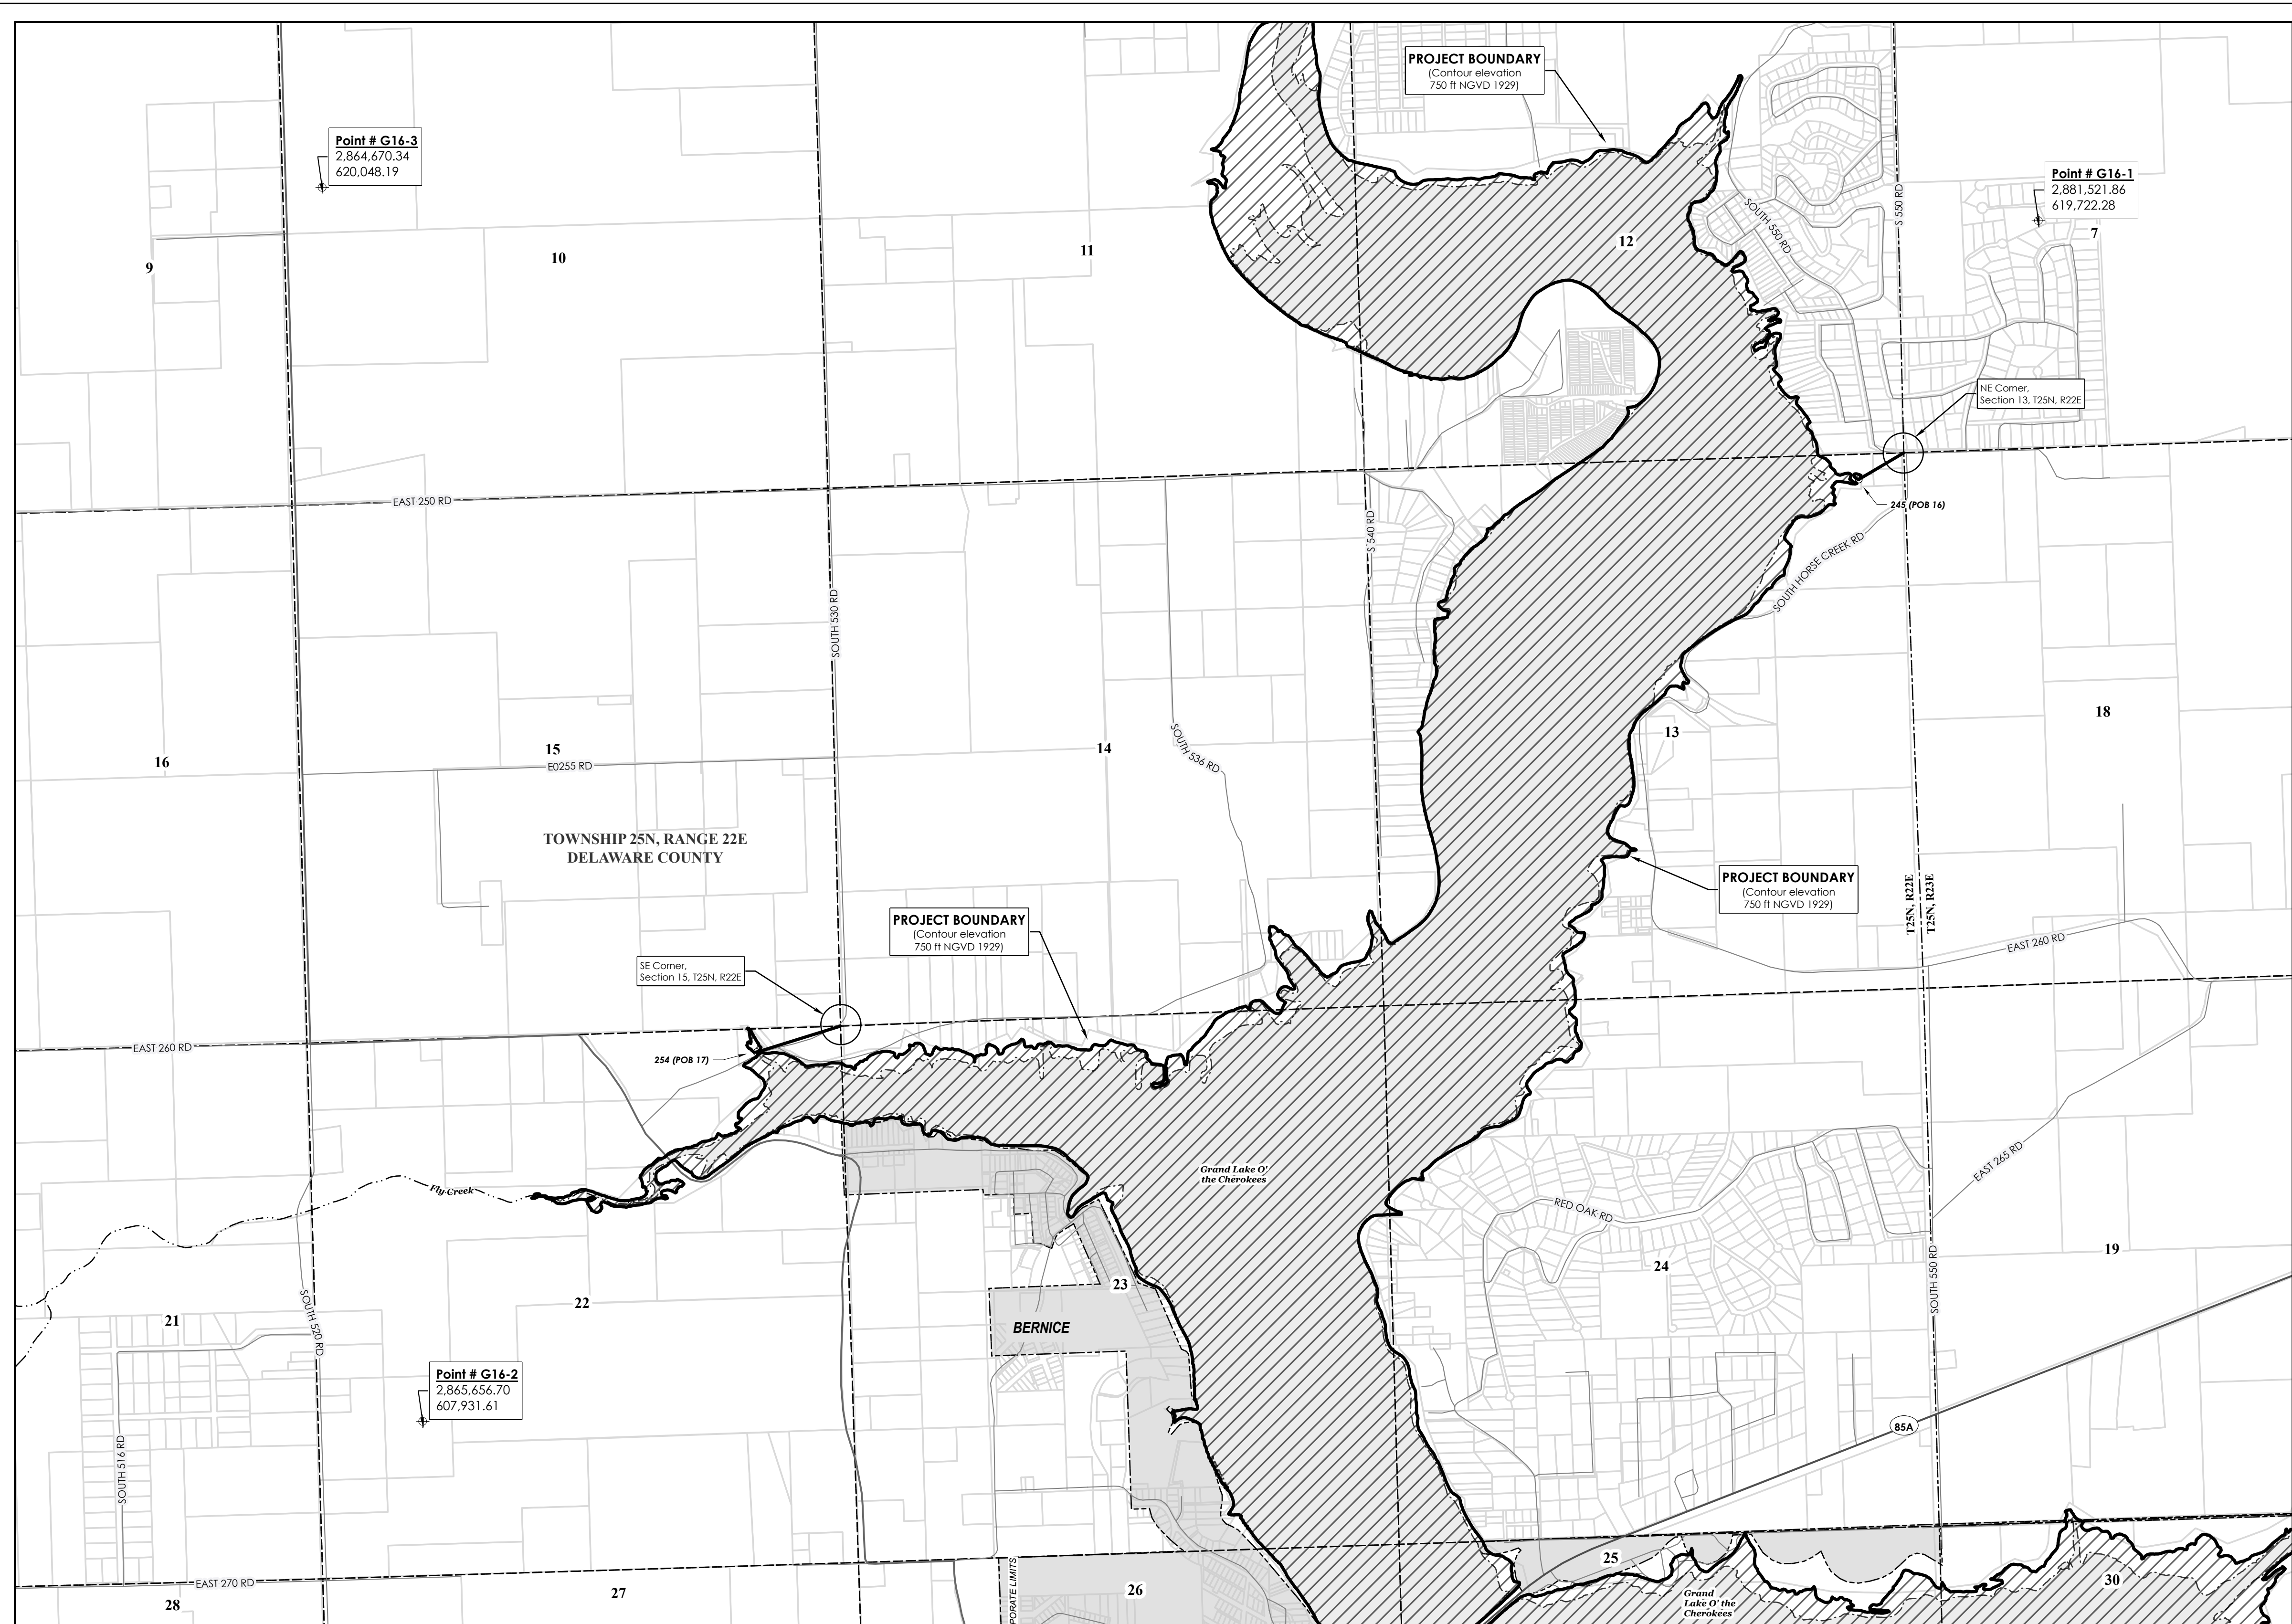 PROJECT BOUNDARY
(Contour elevation
750 ft NGVD 1929)
Point # G16-3
2,864,670.34
620,048.19
Point # G16-1
2,881,521.86
619,722.28
S 550 RD
SOUTH 550 RD
7
12
11
10
9
NE Corner,
Section 13, T25N, R22E
245 (POB 16)
EAST 250 RD
S 540 RD
SOUTH HORSE CREEK RD
SOUTH 530 RD
18
13
14
15
16
SOUTH 536 RD
E0255 RD
TOWNSHIP 25N, RANGE 22E
DELAWARE COUNTY
PROJECT BOUNDARY
(Contour elevation
750 ft NGVD 1929)
T25N, R22E
T25N, R23E
PROJECT BOUNDARY
(Contour elevation
750 ft NGVD 1929)
EAST 260 RD
SE Corner,
Section 15, T25N, R22E
EAST 260 RD
254 (POB 17)
Grand Lake O'
the Cherokees
EAST 265 RD
Fly Creek
RED OAK RD
19
24
23
22
21
SOUTH 550 RD
SOUTH 520 RD
BERNICE
Point # G16-2
2,865,656.70
607,931.61
85A
SOUTH 516 RD
25
30
EAST 270 RD
PORATE LIMITS
26
27
28
Grand
Lake O' the
Cherokees